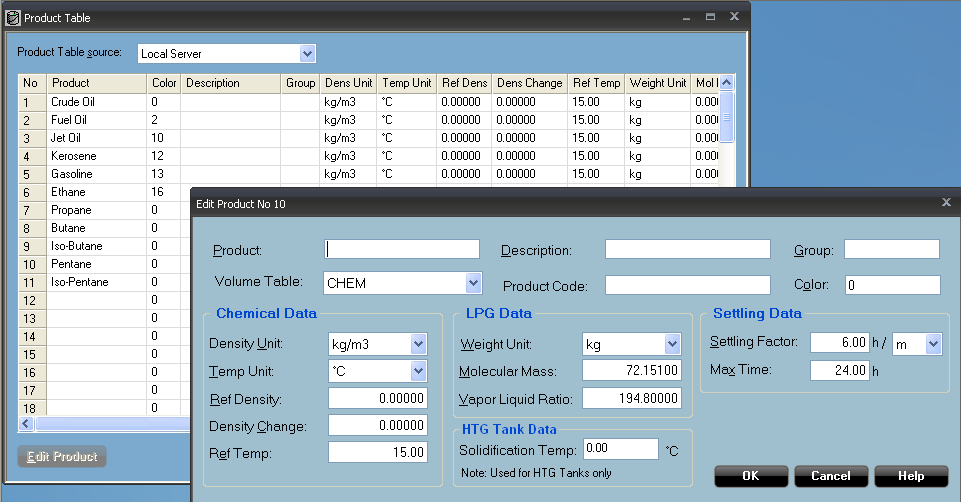 Product Table
Product Table source: Local Server
No Product Color Description Group Dens Unit Temp Unit Ref Dens Dens Change Ref Temp Weight Unit Mol
1 Crude Oil 0 kg/m3 °C 0.00000 0.00000 15.00 kg 0.000
2 Fuel Oil 2 kg/m3 °C 0.00000 0.00000 15.00 kg 0.000
3 Jet Oil 10 kg/m3 °C 0.00000 0.00000 15.00 kg 0.000
4 Kerosene 12 kg/m3 °C 0.00000 0.00000 15.00 kg 0.000
5 Gasoline 13 kg/m3 °C 0.00000 0.00000 15.00 kg 0.000
6 Ethane 16
7 Propane 0
8 Butane 0
9 Iso-Butane 0
10 Pentane 0
11 Iso-Pentane 0
12 0
13 0
14 0
15 0
16 0
17 0
18 0
Edit Product
Edit Product No 10
Product: Description: Group:
Volume Table: CHEM Product Code: Color: 0
Chemical Data
Density Unit: kg/m3
Temp Unit: °C
Ref Density: 0.00000
Density Change: 0.00000
Ref Temp: 15.00
LPG Data
Weight Unit: kg
Molecular Mass: 72.15100
Vapor Liquid Ratio: 194.80000
HTG Tank Data
Solidification Temp: 0.00 °C
Note: Used for HTG Tanks only
Settling Data
Settling Factor: 6.00 h / m
Max Time: 24.00 h
OK Cancel Help